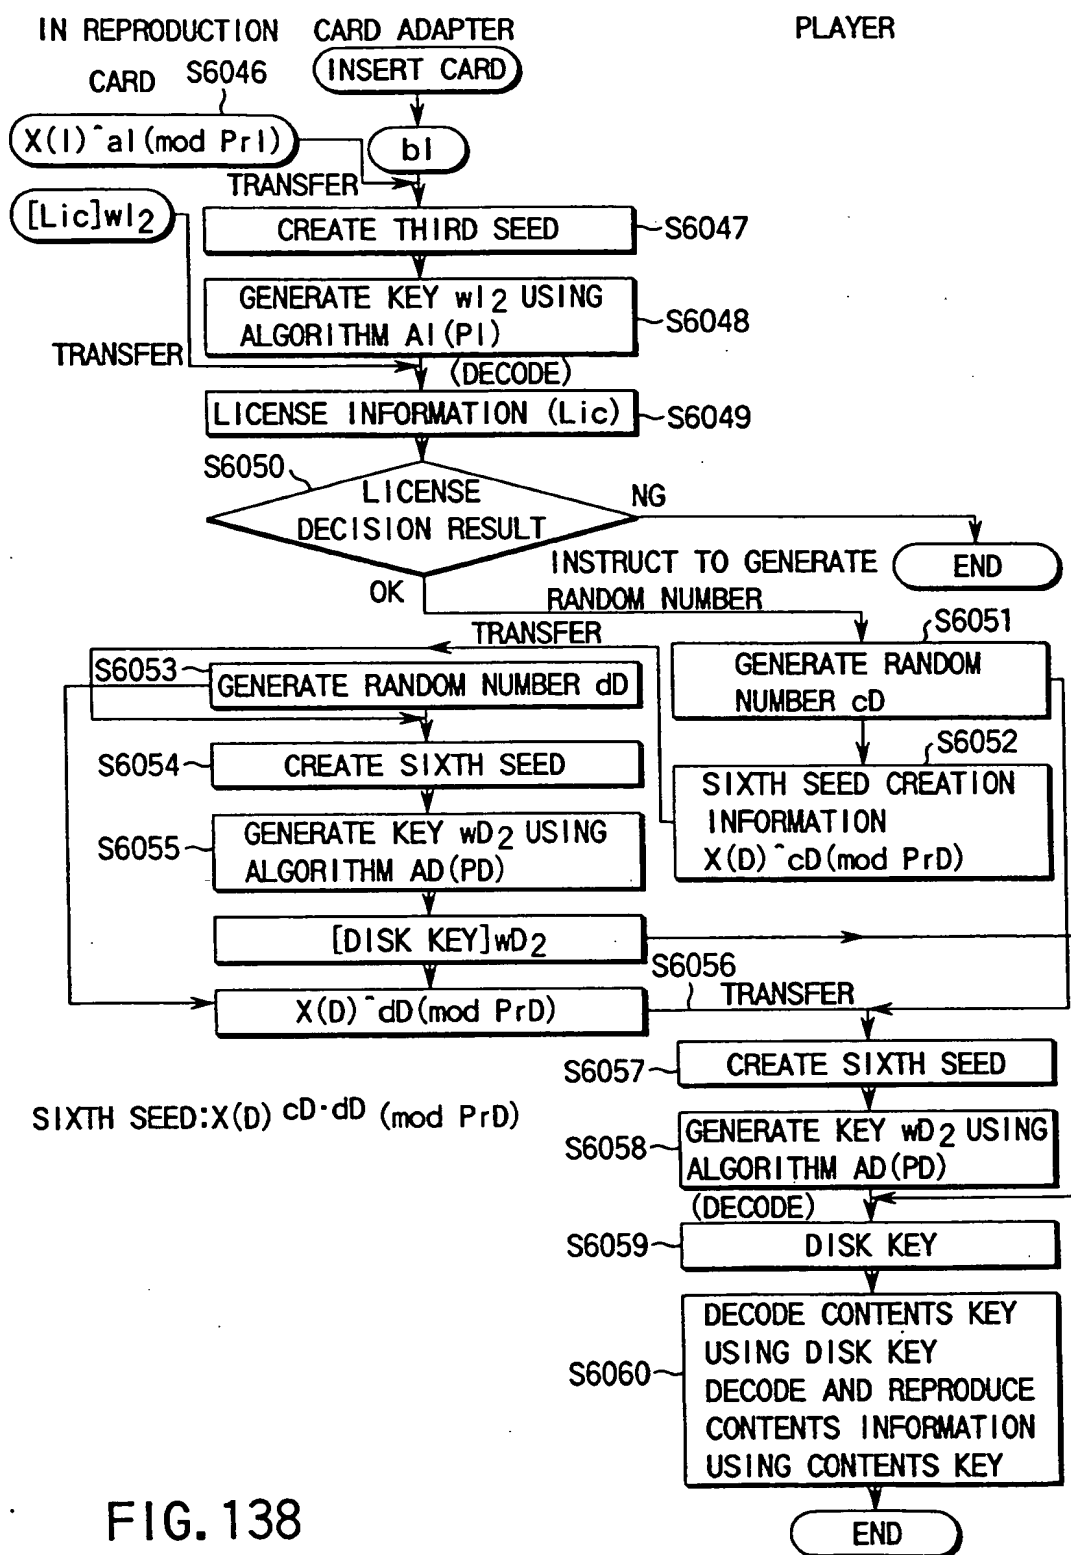 IN REPRODUCTION
CARD ADAPTER
PLAYER
CARD
S6046
INSERT CARD
X(I)^aI(mod PrI)
bI
TRANSFER
[Lic]wI2
CREATE THIRD SEED
S6047
GENERATE KEY wI2 USING
ALGORITHM AI(PI)
S6048
TRANSFER
(DECODE)
LICENSE INFORMATION (Lic)
S6049
S6050
LICENSE
DECISION RESULT
NG
END
OK
INSTRUCT TO GENERATE
RANDOM NUMBER
TRANSFER
S6051
GENERATE RANDOM
NUMBER cD
S6053
GENERATE RANDOM NUMBER dD
S6052
SIXTH SEED CREATION
INFORMATION
X(D)^cD(mod PrD)
S6054
CREATE SIXTH SEED
S6055
GENERATE KEY wD2 USING
ALGORITHM AD(PD)
[DISK KEY]wD2
S6056
TRANSFER
X(D)^dD(mod PrD)
S6057
CREATE SIXTH SEED
SIXTH SEED:X(D) cD·dD (mod PrD)
S6058
GENERATE KEY wD2 USING
ALGORITHM AD(PD)
(DECODE)
S6059
DISK KEY
S6060
DECODE CONTENTS KEY
USING DISK KEY
DECODE AND REPRODUCE
CONTENTS INFORMATION
USING CONTENTS KEY
END
FIG. 138